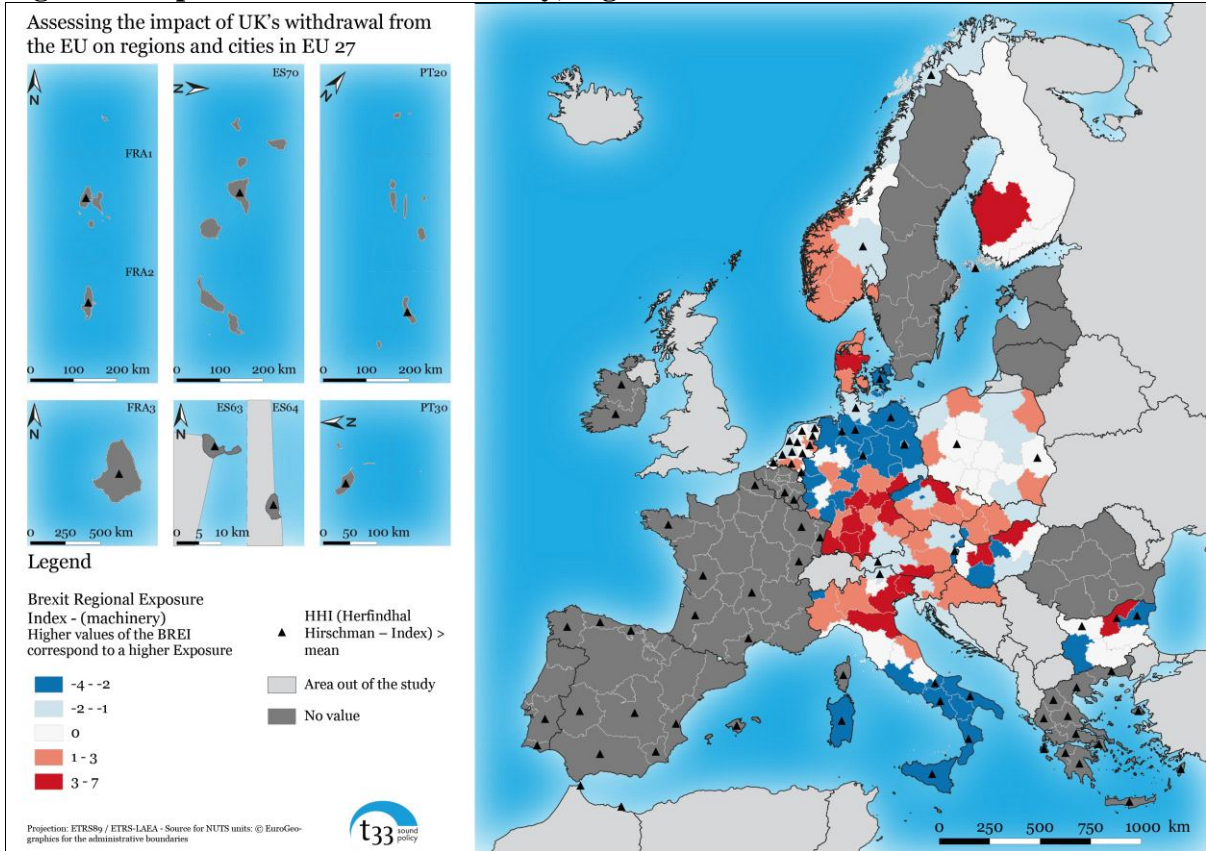 Assessing the impact of UK's withdrawal from
the EU on regions and cities in EU 27
N
FRA1
FRA2
0 100 200 km
N
ES70
0 100 200 km
N
PT20
0 100 200 km
N
FRA3
0 250 500 km
N
ES63
ES64
0 5 10 km
N
PT30
0 50 100 km
Legend
Brexit Regional Exposure
Index - (machinery)
Higher values of the BREI
correspond to a higher Exposure
-4 - -2
-2 - -1
0
1 - 3
3 - 7
HHI (Herfindhal
Hirschman – Index) >
mean
Area out of the study
No value
Projection: ETRS89 / ETRS-LAEA - Source for NUTS units: © EuroGeo-
graphics for the administrative boundaries
t33 sound
policy
0 250 500 750 1000 km